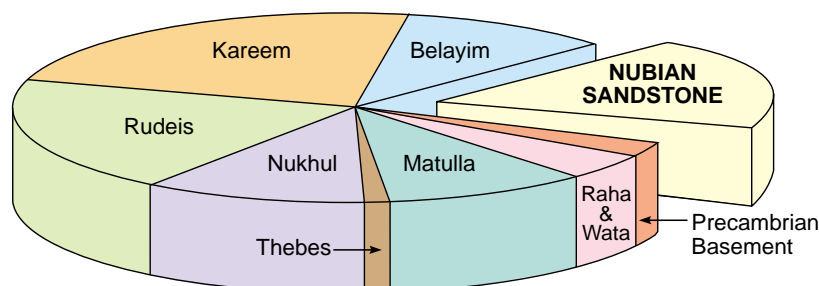 Kareem
Belayim
NUBIAN
SANDSTONE
Rudeis
Nukhul
Matulla
Raha
&
Wata
Thebes
Precambrian
Basement